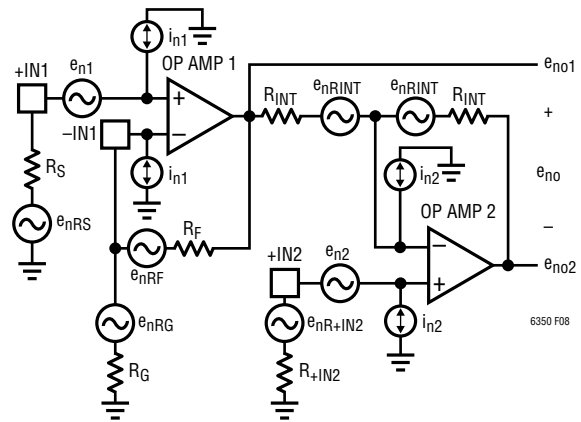 i_n1
e_n1
OP AMP 1
e_no1
+IN1
+
R_INT
e_nRINT
e_nRINT
R_INT
+
–IN1
−
R_S
i_n1
i_n2
e_no
e_nRS
R_F
OP AMP 2
e_nRF
+IN2
e_n2
−
−
+
e_no2
e_nRG
e_nR+IN2
i_n2
6350 F08
R_G
R_+IN2